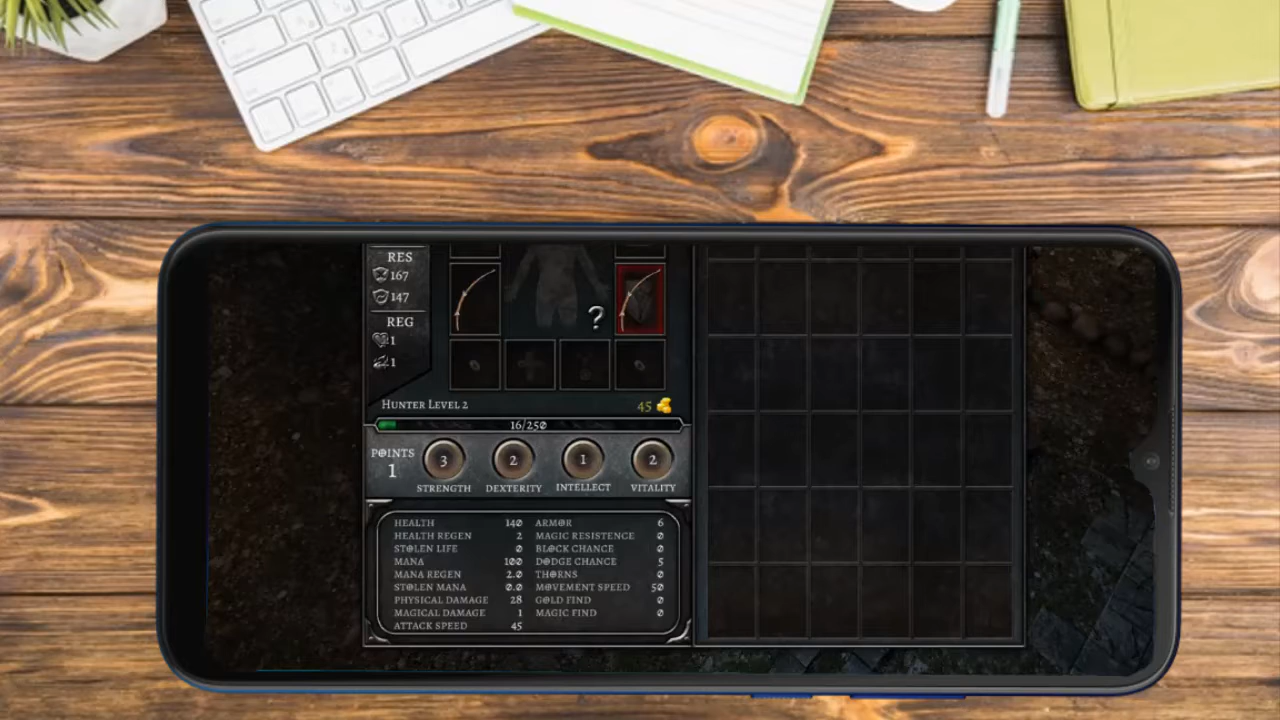 RES
167
147
REG
1
1
?
HUNTER LEVEL 2
45
16/250
POINTS
1
3
2
1
2
STRENGTH
DEXTERITY
INTELLECT
VITALITY
HEALTH 140 ARMOR 6
HEALTH REGEN 2 MAGIC RESISTENCE 0
STOLEN LIFE 0 BLOCK CHANCE 0
MANA 100 DODGE CHANCE 5
MANA REGEN 2.0 THORNS 0
STOLEN MANA 0.0 MOVEMENT SPEED 50
PHYSICAL DAMAGE 28 GOLD FIND 0
MAGICAL DAMAGE 1 MAGIC FIND 0
ATTACK SPEED 45